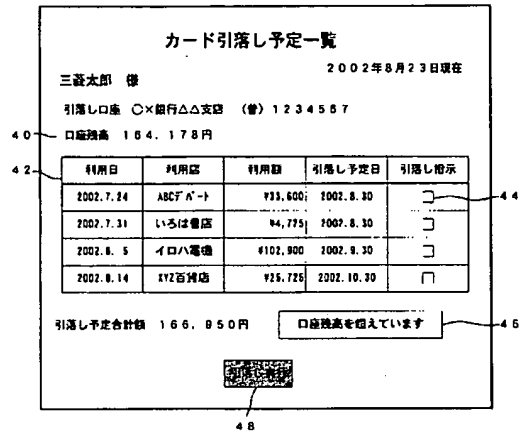 カード引落し予定一覧
2002年8月23日現在
三菱太郎 様
引落し口座 ○×銀行△△支店 (普) 1234567
40 口座残高 164,178円
42 利用日 利用店 利用額 引落し予定日 引落し指示
2002.7.24 ABCデパート ¥33,600 2002.8.30 44
2002.7.31 いろは書店 ¥4,725 2002.8.30
2002.8.5 イロハ電機 ¥102,900 2002.9.30
2002.8.14 XYZ百貨店 ¥25,725 2002.10.30
引落し予定合計額 166,950円 口座残高を超えています 46
引落し実行
48